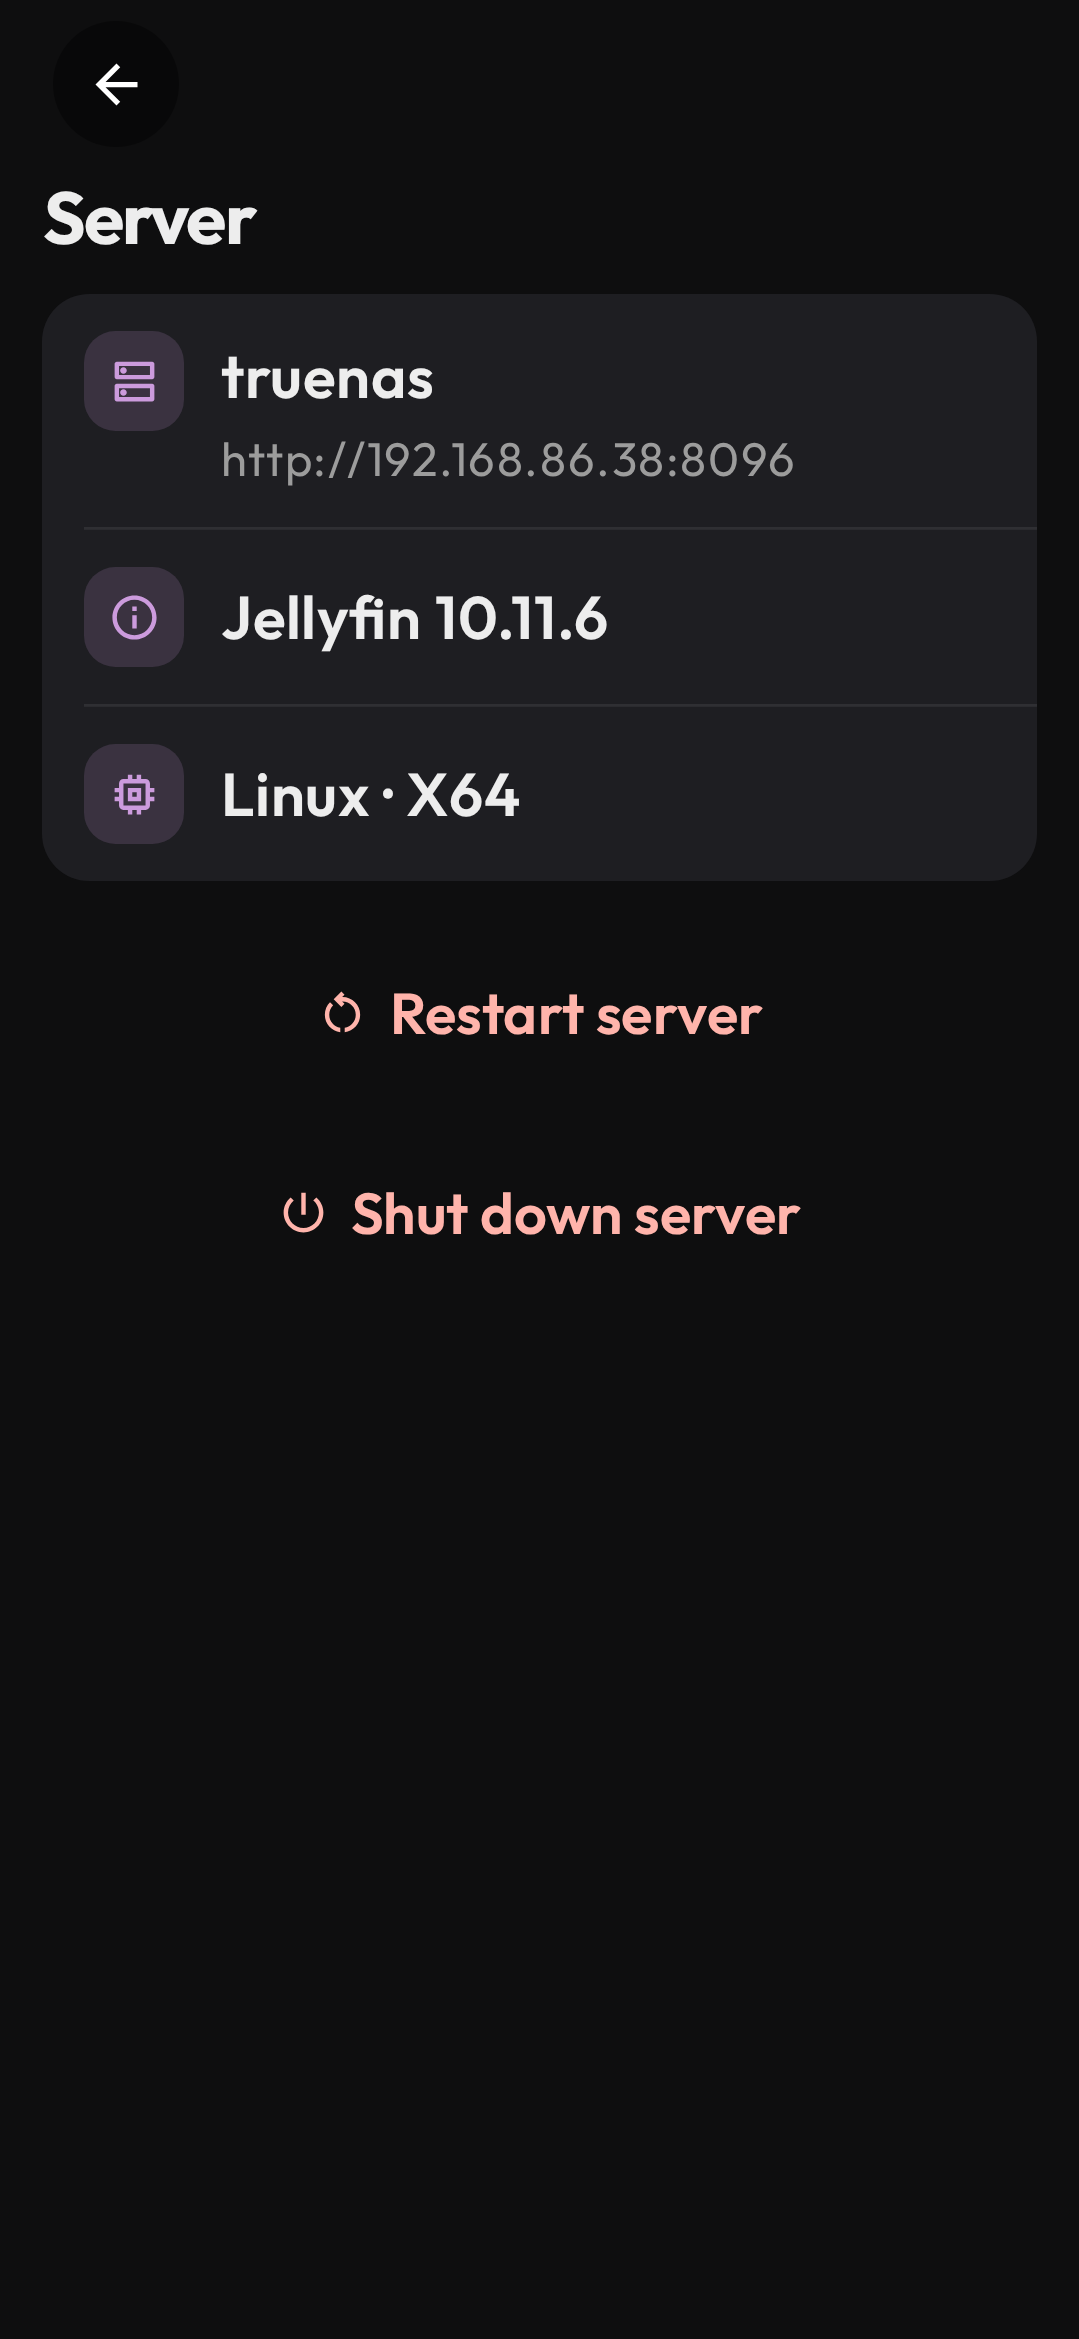 Server
truenas
http://192.168.86.38:8096
Jellyfin 10.11.6
Linux · X64
Restart server
Shut down server